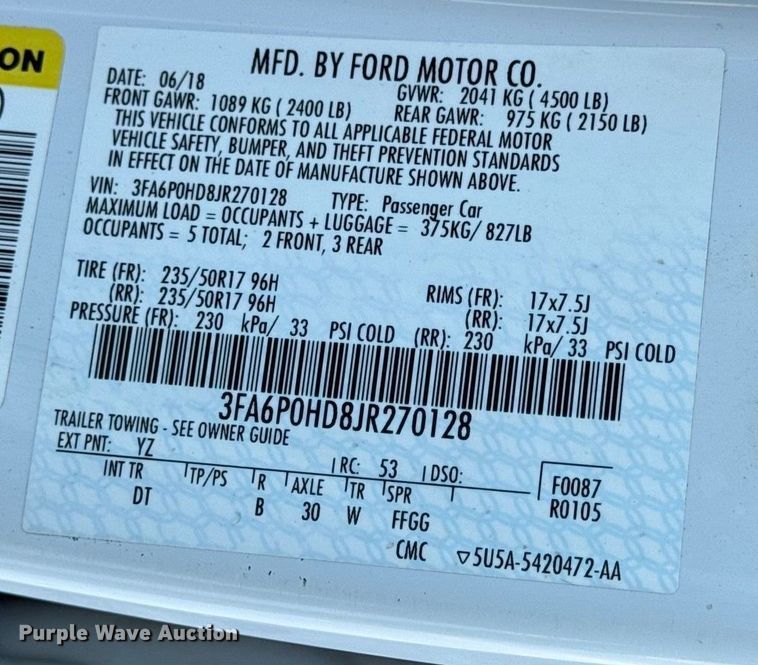 ON
MFD. BY FORD MOTOR CO.
DATE: 06/18 GVWR: 2041 KG ( 4500 LB)
FRONT GAWR: 1089 KG ( 2400 LB) REAR GAWR: 975 KG ( 2150 LB)
THIS VEHICLE CONFORMS TO ALL APPLICABLE FEDERAL MOTOR
VEHICLE SAFETY, BUMPER, AND THEFT PREVENTION STANDARDS
IN EFFECT ON THE DATE OF MANUFACTURE SHOWN ABOVE.
VIN: 3FA6P0HD8JR270128 TYPE: Passenger Car
MAXIMUM LOAD = OCCUPANTS + LUGGAGE = 375KG/ 827LB
OCCUPANTS = 5 TOTAL; 2 FRONT, 3 REAR
TIRE (FR): 235/50R17 96H RIMS (FR): 17x7.5J
(RR): 235/50R17 96H (RR): 17x7.5J
PRESSURE (FR): 230 kPa/ 33 PSI COLD (RR): 230 kPa/ 33 PSI COLD
3FA6P0HD8JR270128
TRAILER TOWING - SEE OWNER GUIDE
EXT PNT: YZ RC: 53 DSO: F0087
INT TR TP/PS R AXLE TR SPR R0105
DT B 30 W FFGG
CMC ▽5U5A-5420472-AA
Purple Wave Auction